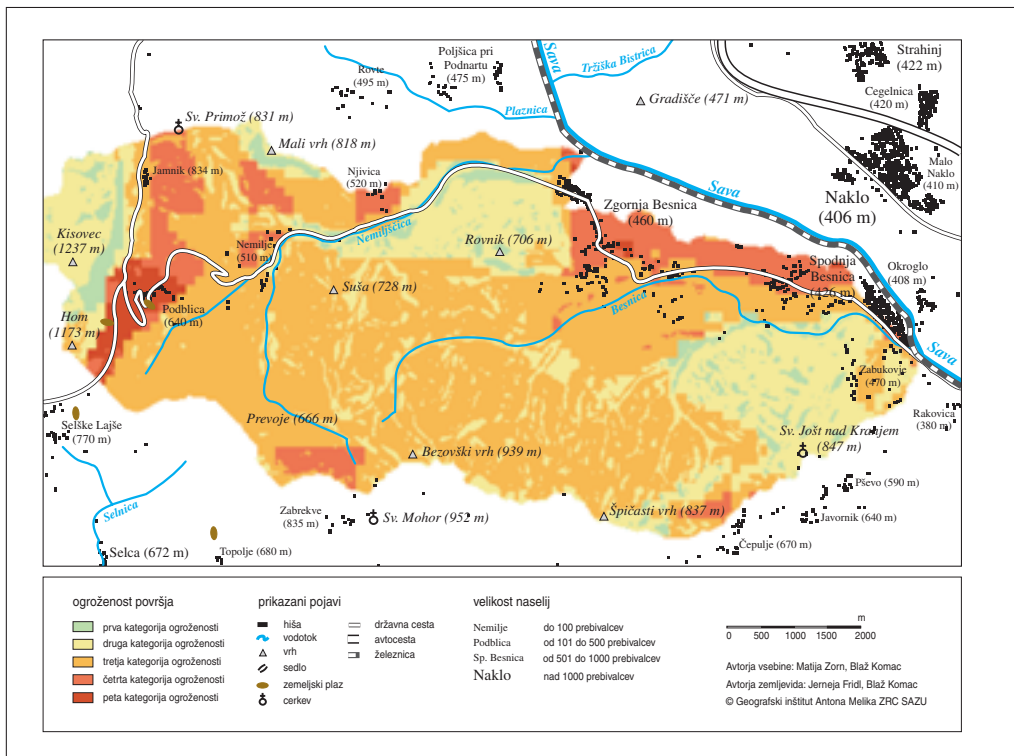 Strahinj
(422 m)
Cegelnica
(420 m)
Malo
Naklo
(410 m)
Naklo
(406 m)
Poljšica pri
Podnartu
(475 m)
Rovte
(495 m)
Sava
Tržiška Bistrica
Plaznica
Gradišče (471 m)
Sv. Primož (831 m)
Mali vrh (818 m)
Jamnik (834 m)
Njivica
(520 m)
Sava
Zgornja Besnica
(460 m)
Kisovec
(1237 m)
Nemilje
(510 m)
Nemiljščica
Rovnik (706 m)
Spodnja
Besnica
(426 m)
Okroglo
(408 m)
Suša (728 m)
Podblica
(640 m)
Besnica
Hom
(1173 m)
Sava
Zabukovje
(470 m)
Rakovica
(380 m)
Prevoje (666 m)
Selške Lajše
(770 m)
Sv. Jošt nad Kranjem
(847 m)
Bezovški vrh (939 m)
Pševo (590 m)
Selnica
Zabrekve
(835 m)
Sv. Mohor (952 m)
Špičasti vrh (837 m)
Javornik (640 m)
Čepulje (670 m)
Selca (672 m)
Topolje (680 m)
ogroženost površja
prva kategorija ogroženosti
druga kategorija ogroženosti
tretja kategorija ogroženosti
četrta kategorija ogroženosti
peta kategorija ogroženosti
prikazani pojavi
hiša
vodotok
vrh
sedlo
zemeljski plaz
cerkev
državna cesta
avtocesta
železnica
velikost naselij
Nemilje do 100 prebivalcev
Podblica od 101 do 500 prebivalcev
Sp. Besnica od 501 do 1000 prebivalcev
Naklo nad 1000 prebivalcev
m
0 500 1000 1500 2000
Avtorja vsebine: Matija Zorn, Blaž Komac
Avtorja zemljevida: Jerneja Fridl, Blaž Komac
© Geografski inštitut Antona Melika ZRC SAZU